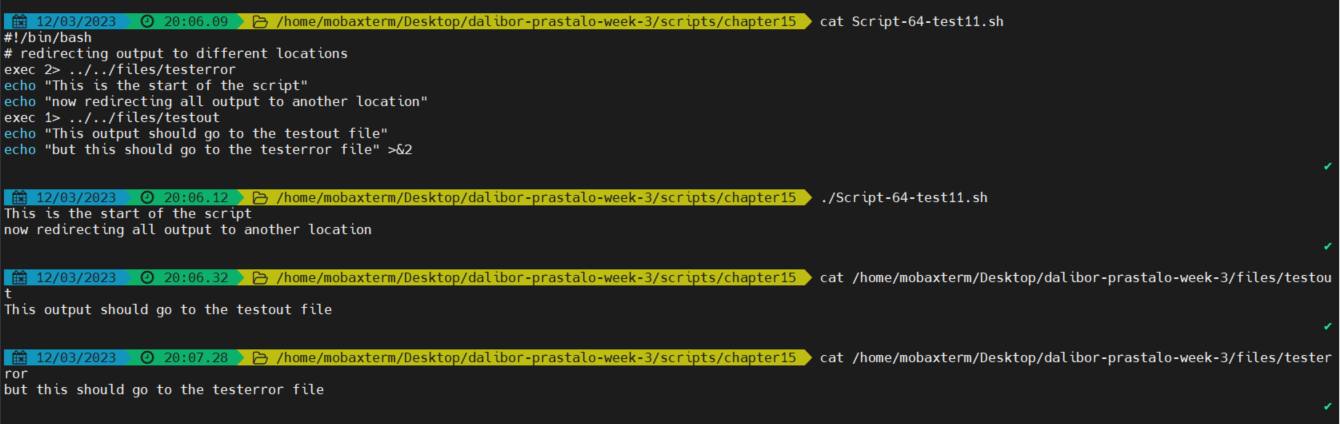 12/03/2023 20:06.09 /home/mobaxterm/Desktop/dalibor-prastalo-week-3/scripts/chapter15 cat Script-64-test11.sh
#!/bin/bash
# redirecting output to different locations
exec 2> ../../files/testerror
echo "This is the start of the script"
echo "now redirecting all output to another location"
exec 1> ../../files/testout
echo "This output should go to the testout file"
echo "but this should go to the testerror file" >&2
✔
12/03/2023 20:06.12 /home/mobaxterm/Desktop/dalibor-prastalo-week-3/scripts/chapter15 ./Script-64-test11.sh
This is the start of the script
now redirecting all output to another location
✔
12/03/2023 20:06.32 /home/mobaxterm/Desktop/dalibor-prastalo-week-3/scripts/chapter15 cat /home/mobaxterm/Desktop/dalibor-prastalo-week-3/files/testou
t
This output should go to the testout file
✔
12/03/2023 20:07.28 /home/mobaxterm/Desktop/dalibor-prastalo-week-3/scripts/chapter15 cat /home/mobaxterm/Desktop/dalibor-prastalo-week-3/files/tester
ror
but this should go to the testerror file
✔